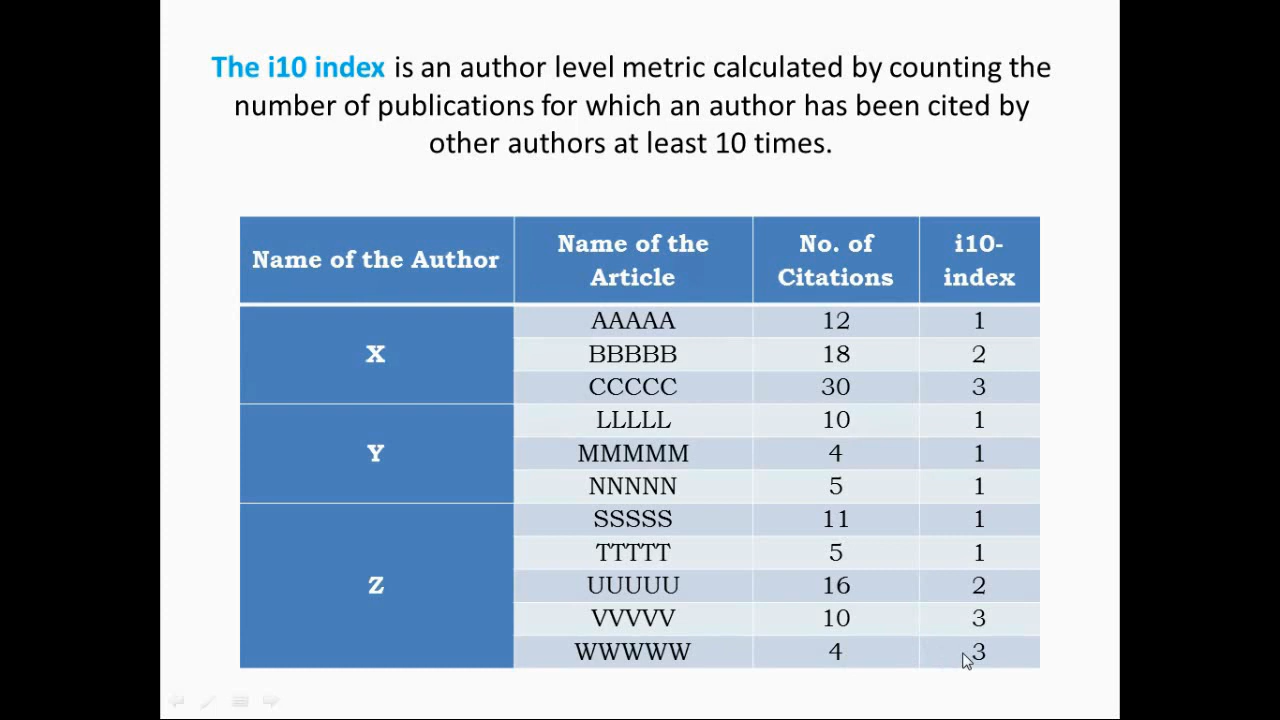 The i10 index is an author level metric calculated by counting the
number of publications for which an author has been cited by
other authors at least 10 times.
Name of the Author Name of the Article No. of Citations i10-index
X AAAAA 12 1
BBBBB 18 2
CCCCC 30 3
Y LLLLL 10 1
MMMMM 4 1
NNNNN 5 1
Z SSSSS 11 1
TTTTT 5 1
UUUUU 16 2
VVVVV 10 3
WWWWW 4 3